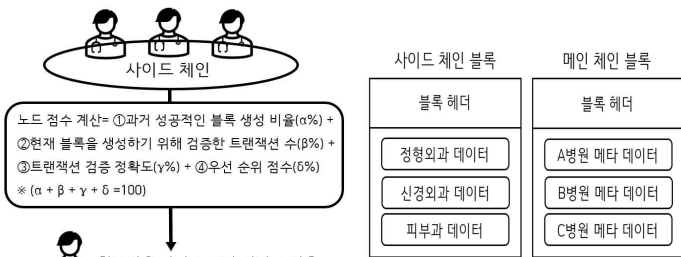 사이드 체인
노드 점수 계산= ①과거 성공적인 블록 생성 비율(α%) +
②현재 블록을 생성하기 위해 검증한 트랜잭션 수(β%) +
③트랜잭션 검증 정확도(γ%) + ④우선 순위 점수(δ%)
※ (α + β + γ + δ =100)
사이드 체인 블록
블록 헤더
정형외과 데이터
신경외과 데이터
피부과 데이터
메인 체인 블록
블록 헤더
A병원 메타 데이터
B병원 메타 데이터
C병원 메타 데이터